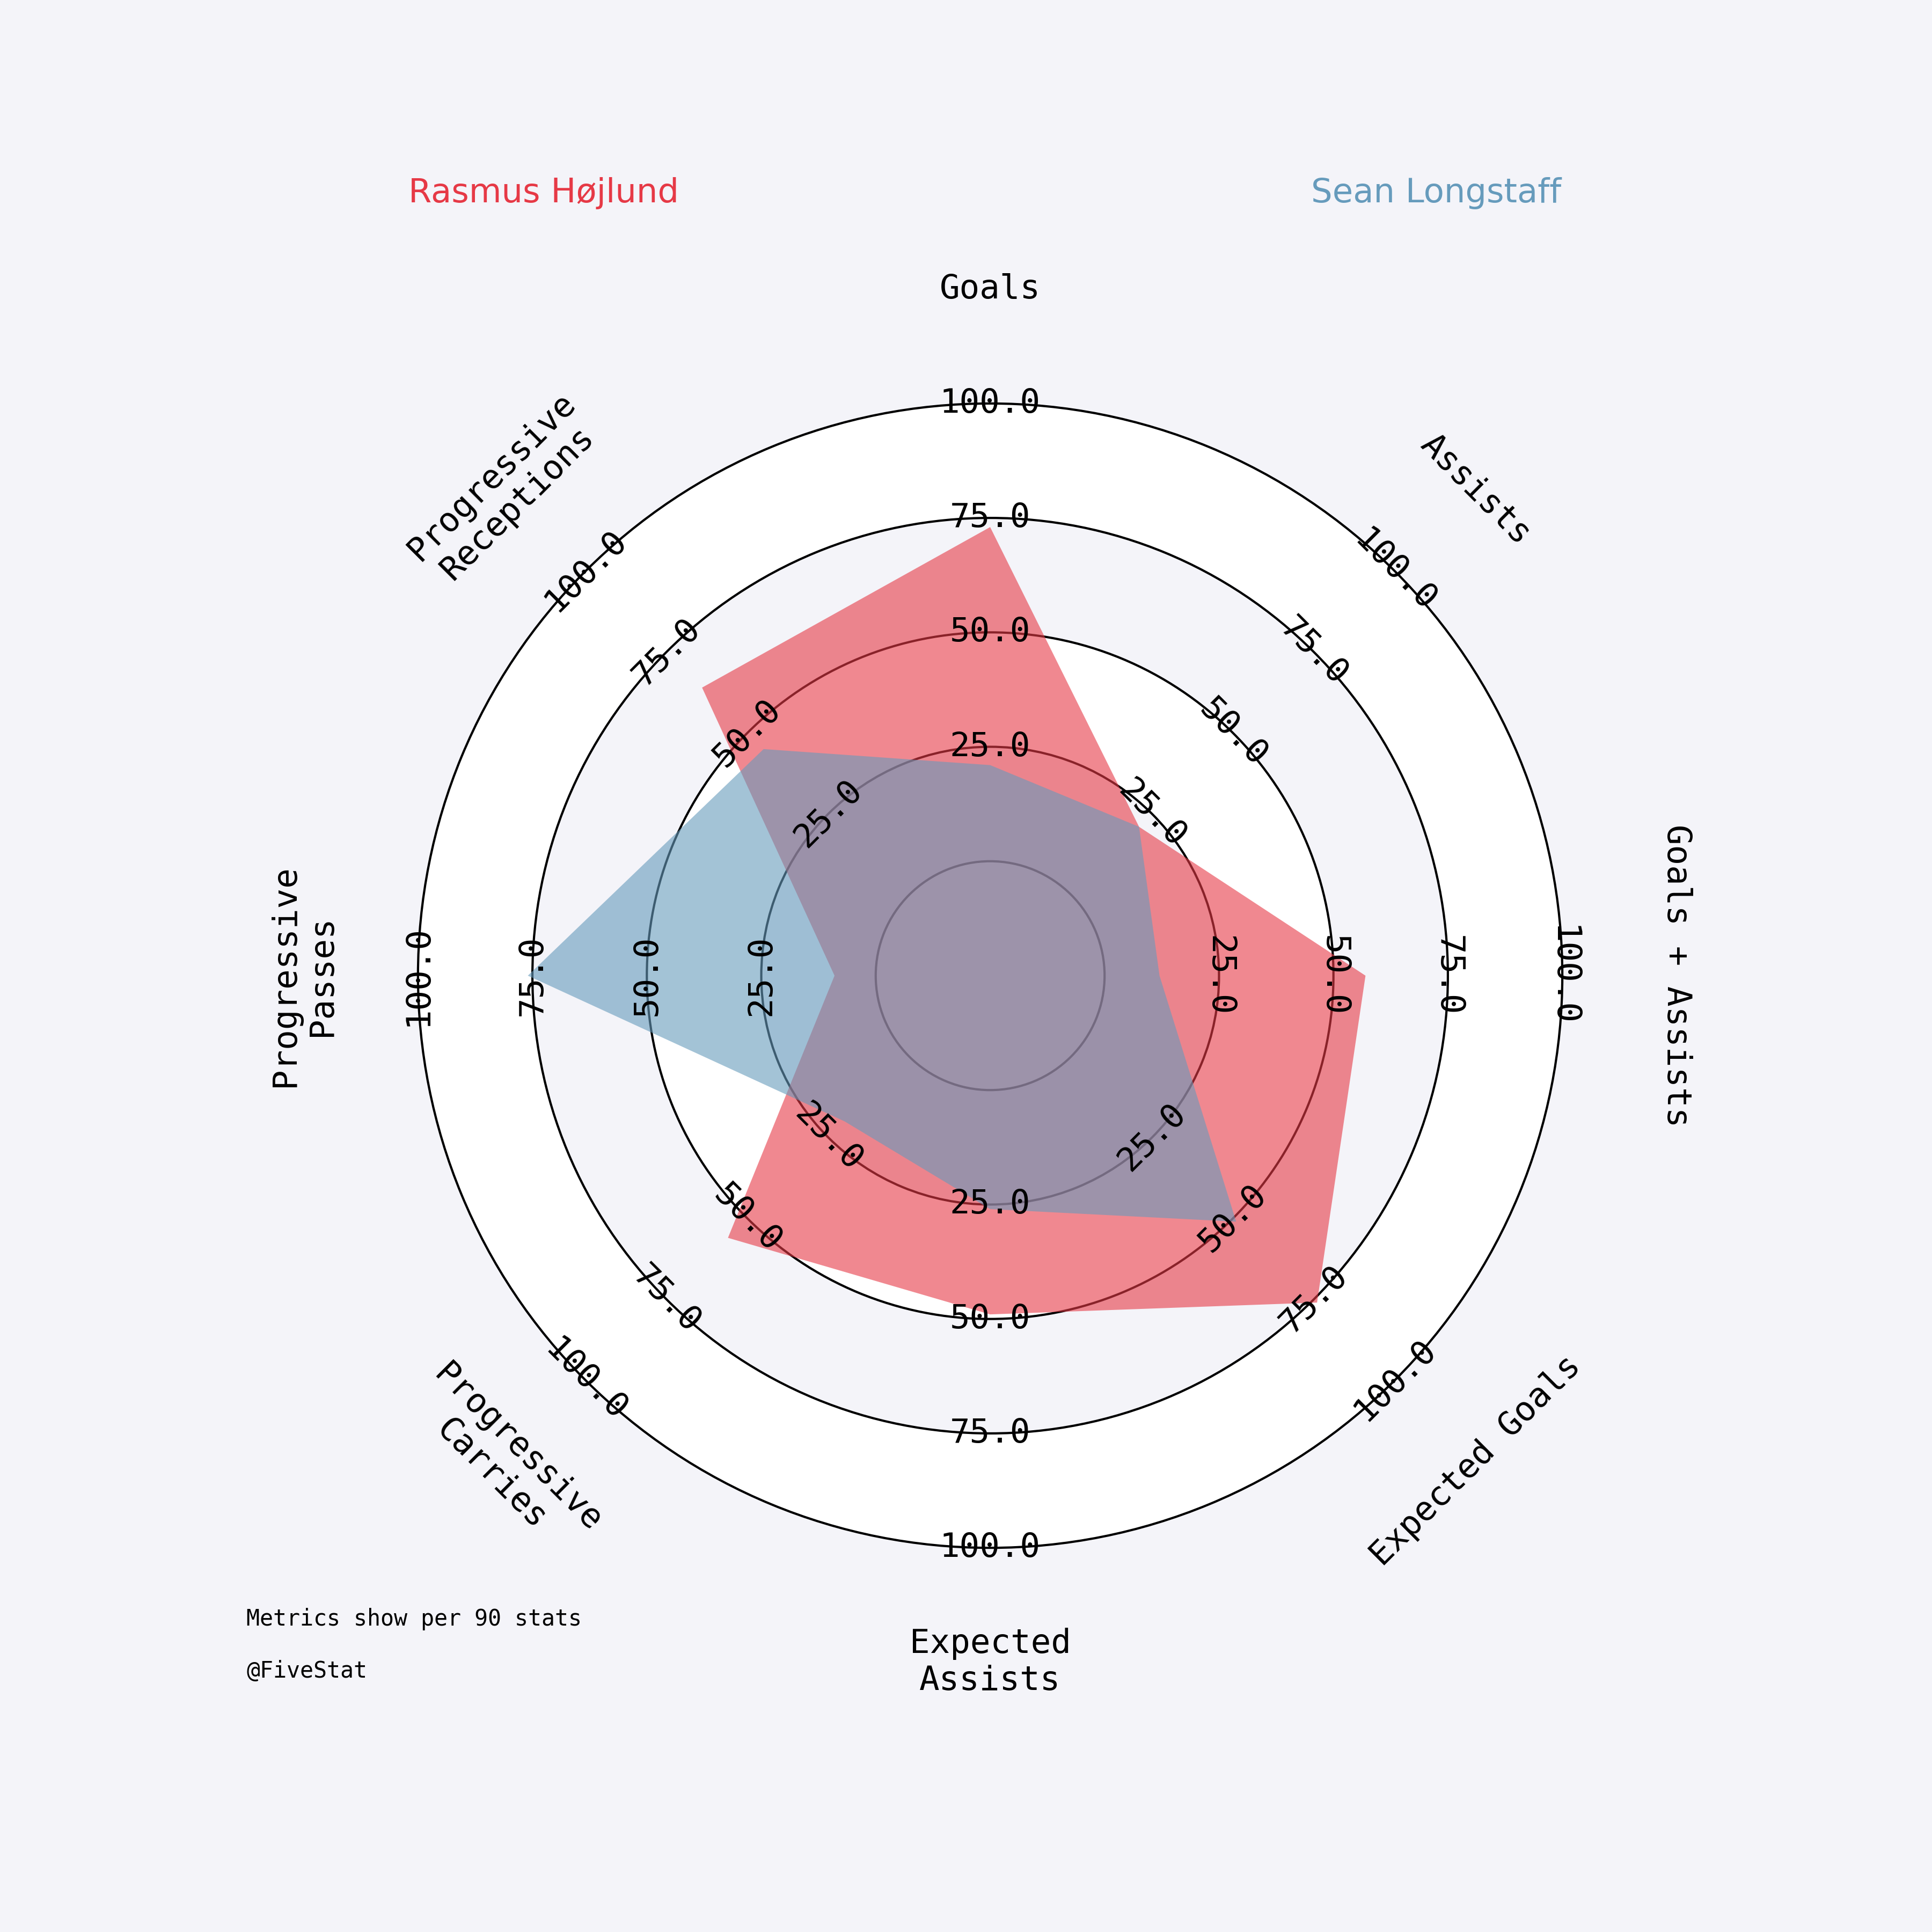 Rasmus Højlund
Sean Longstaff
Goals
Assists
Goals + Assists
Expected Goals
Expected
Assists
Progressive
Carries
Progressive
Passes
Progressive
Receptions
25.0
50.0
75.0
100.0
25.0
50.0
75.0
100.0
25.0
50.0
75.0
100.0
25.0
50.0
75.0
100.0
25.0
50.0
75.0
100.0
25.0
50.0
75.0
100.0
25.0
50.0
75.0
100.0
25.0
50.0
75.0
100.0
Metrics show per 90 stats
@FiveStat